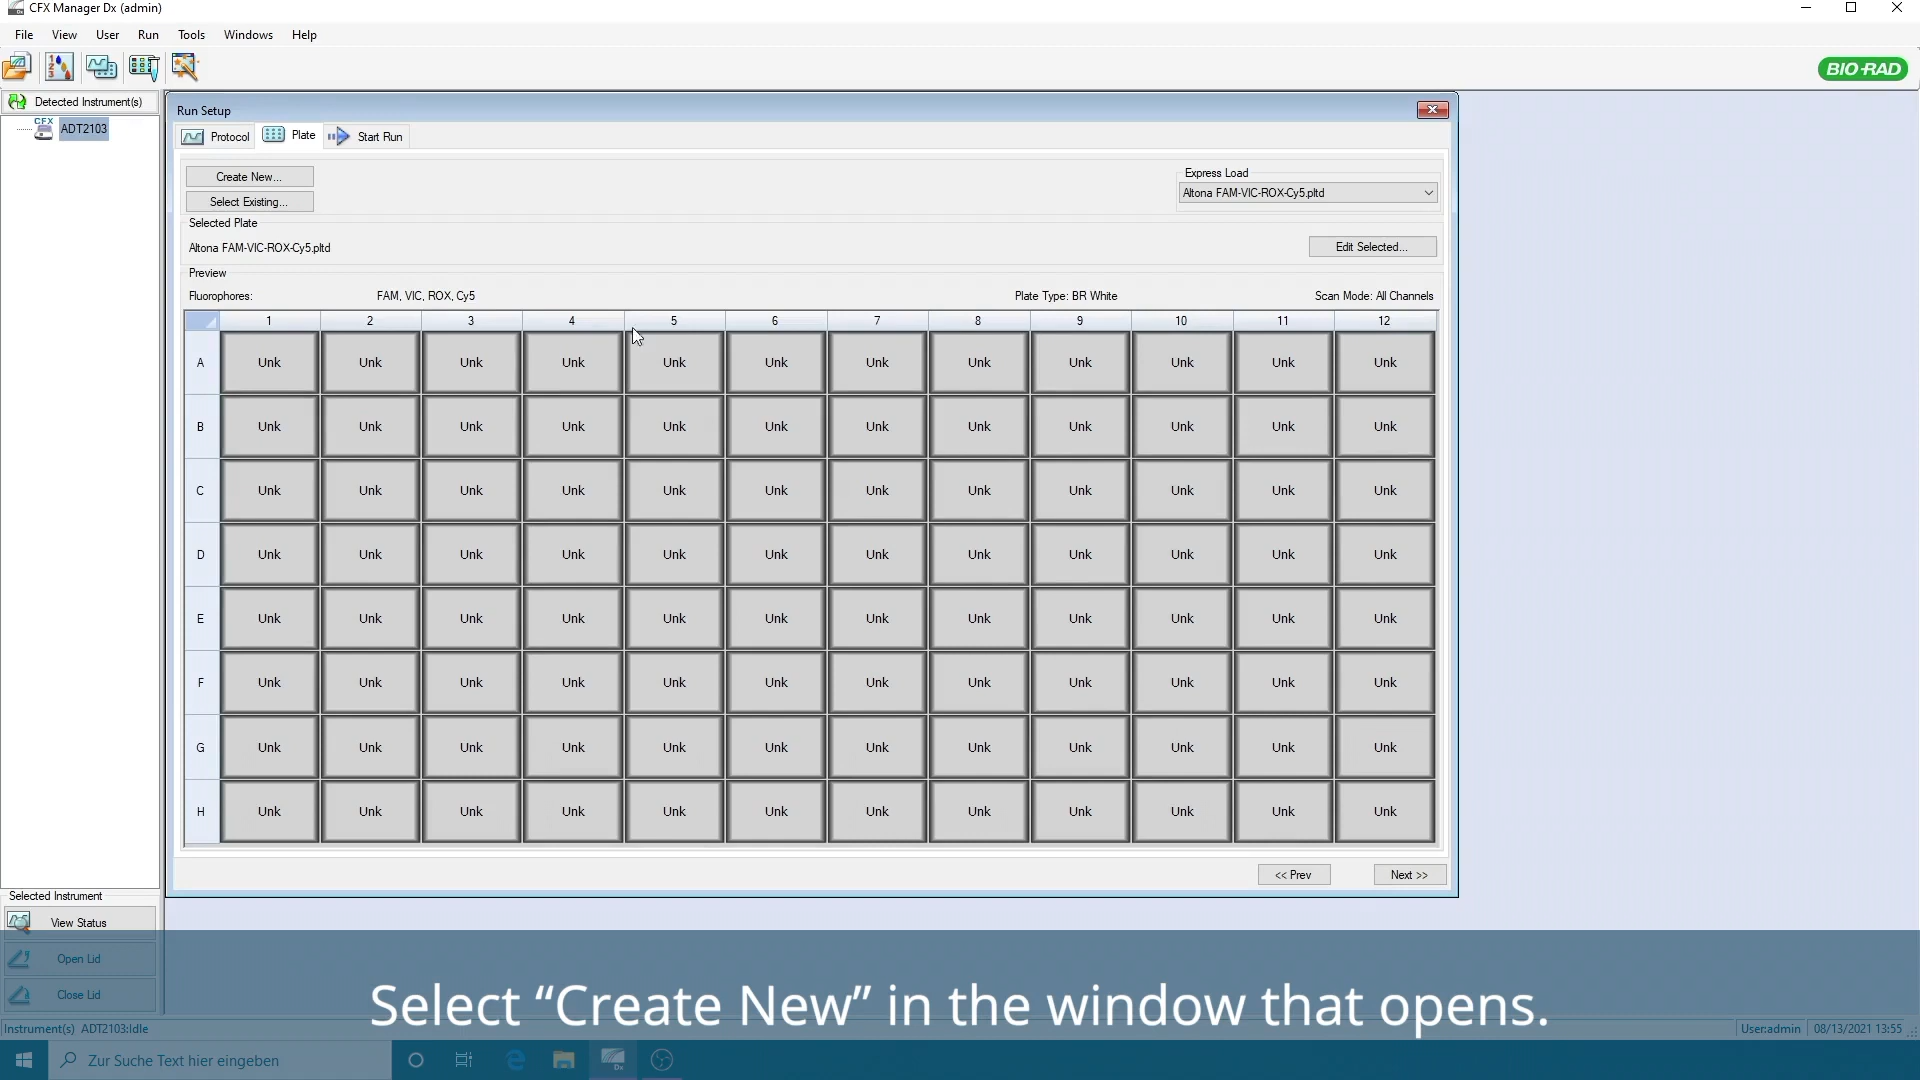 CFX Manager Dx (admin)
File View User Run Tools Windows Help
BIO-RAD
Detected Instrument(s)
CFX
ADT2103
Run Setup
Protocol Plate Start Run
Create New...
Select Existing...
Express Load
Altona FAM-VIC-ROX-Cy5.pltd
Selected Plate
Altona FAM-VIC-ROX-Cy5.pltd
Edit Selected...
Preview
Fluorophores: FAM, VIC, ROX, Cy5 Plate Type: BR White Scan Mode: All Channels
1 2 3 4 5 6 7 8 9 10 11 12
A Unk Unk Unk Unk Unk Unk Unk Unk Unk Unk Unk Unk
B Unk Unk Unk Unk Unk Unk Unk Unk Unk Unk Unk Unk
C Unk Unk Unk Unk Unk Unk Unk Unk Unk Unk Unk Unk
D Unk Unk Unk Unk Unk Unk Unk Unk Unk Unk Unk Unk
E Unk Unk Unk Unk Unk Unk Unk Unk Unk Unk Unk Unk
F Unk Unk Unk Unk Unk Unk Unk Unk Unk Unk Unk Unk
G Unk Unk Unk Unk Unk Unk Unk Unk Unk Unk Unk Unk
H Unk Unk Unk Unk Unk Unk Unk Unk Unk Unk Unk Unk
<< Prev Next >>
Selected Instrument
View Status
Open Lid
Close Lid
Select “Create New” in the window that opens.
Instrument(s) ADT2103:Idle User:admin 08/13/2021 13:55
Zur Suche Text hier eingeben